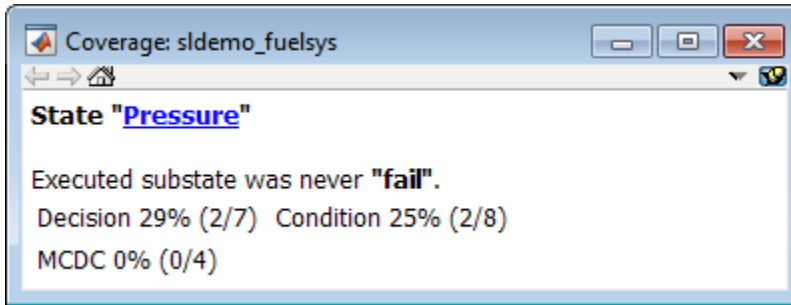 Coverage: sldemo_fuelsys
State "Pressure"
Executed substate was never "fail".
Decision 29% (2/7) Condition 25% (2/8)
MCDC 0% (0/4)